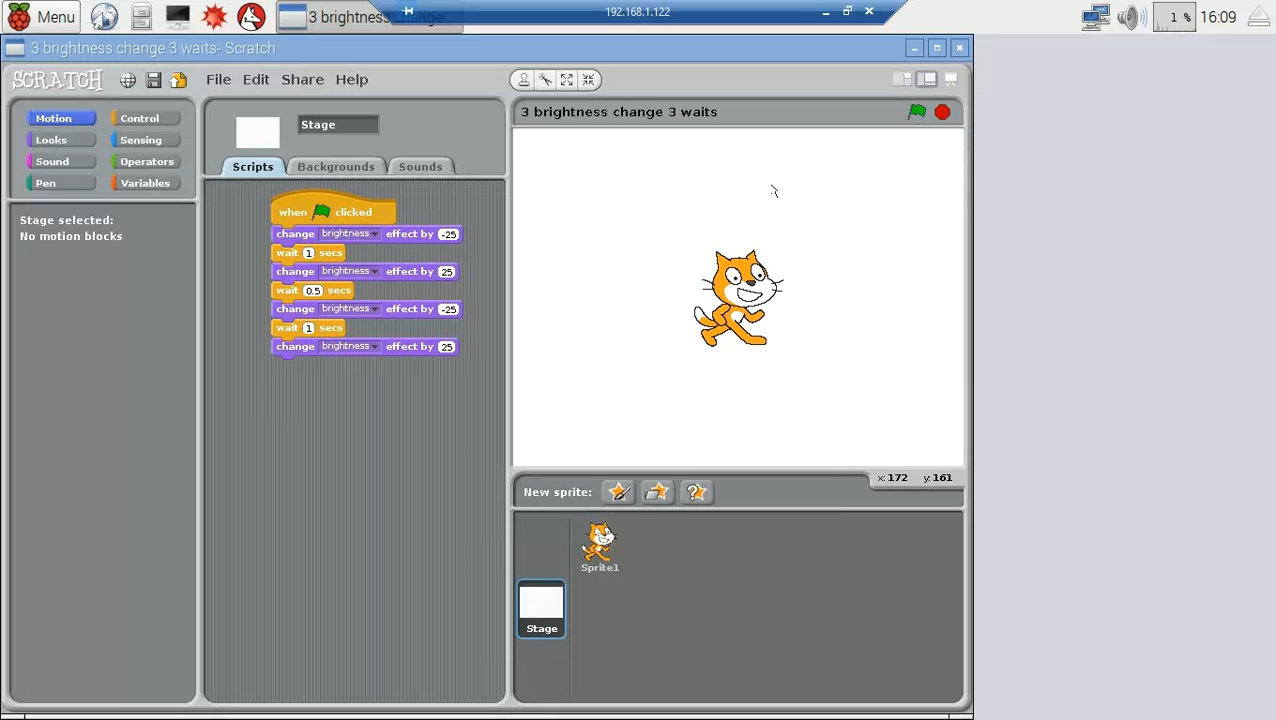 Menu
3 brightness change
192.168.1.122
1 %
16:09
3 brightness change 3 waits- Scratch
SCRATCH
File Edit Share Help
Motion Control
Looks Sensing
Sound Operators
Pen Variables
Stage selected:
No motion blocks
Stage
Scripts Backgrounds Sounds
when clicked
change brightness effect by -25
wait 1 secs
change brightness effect by 25
wait 0.5 secs
change brightness effect by -25
wait 1 secs
change brightness effect by 25
3 brightness change 3 waits
x: 172 y: 161
New sprite:
Sprite1
Stage